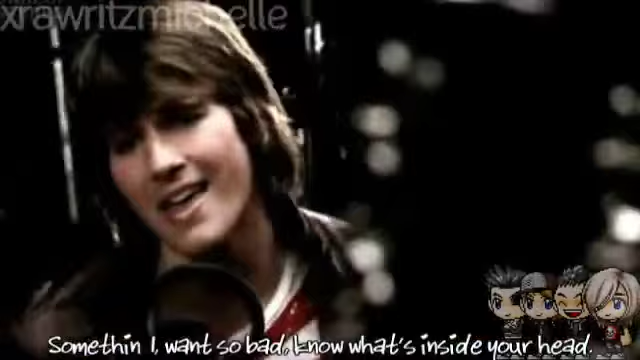 xrawritzmichelle
Somethin I, want so bad, know what's inside your head.